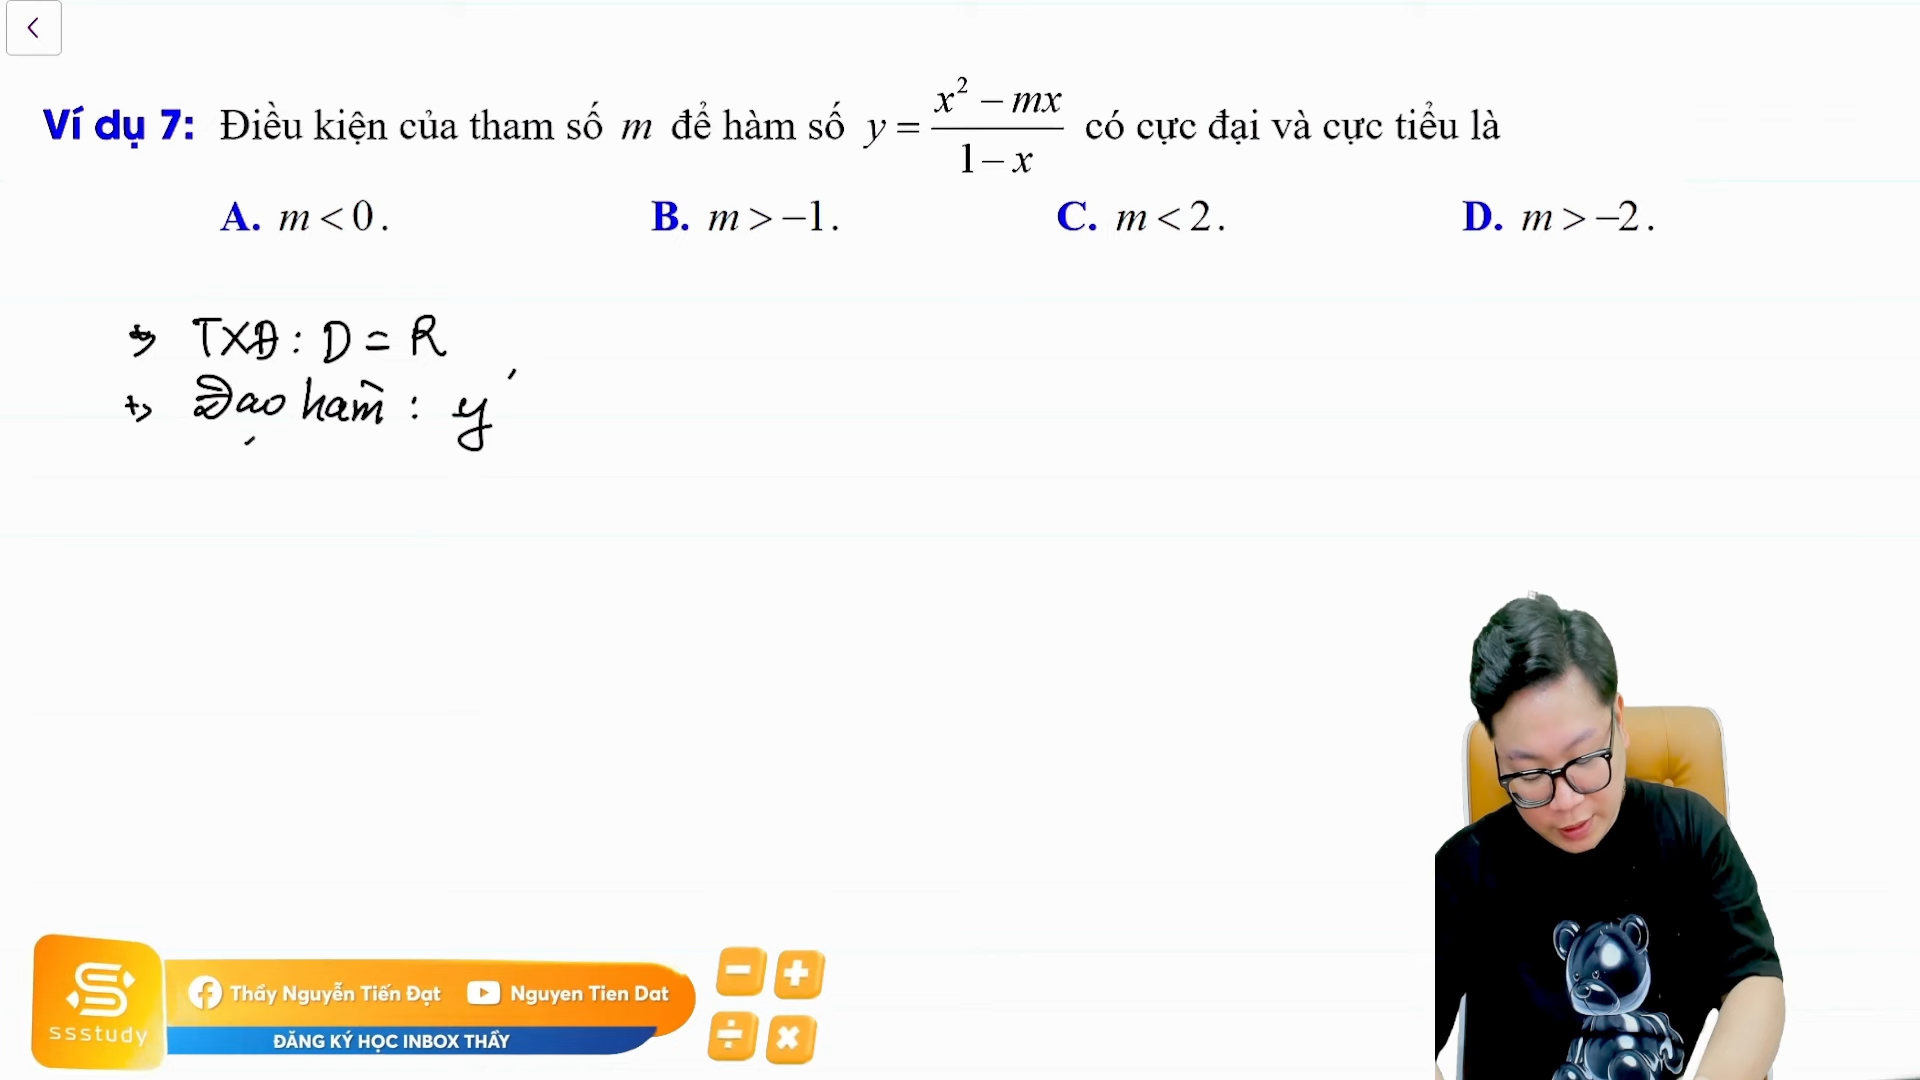 Ví dụ 7: Điều kiện của tham số m để hàm số y = \frac{x^2 - mx}{1 - x} có cực đại và cực tiểu là
A. m < 0. B. m > −1. C. m < 2. D. m > −2.
+) TXĐ: D = R
+) Đạo hàm: y'
ssstudy
Thầy Nguyễn Tiến Đạt Nguyen Tien Dat
ĐĂNG KÝ HỌC INBOX THẦY